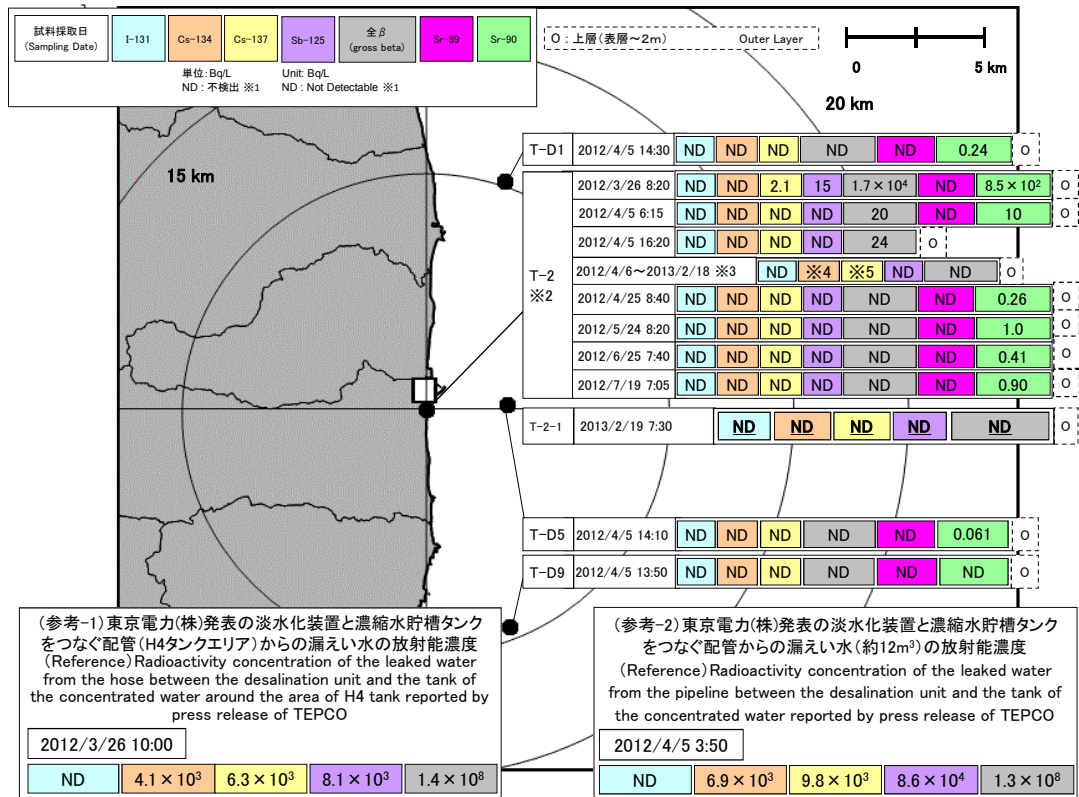 試料採取日
(Sampling Date)
I-131
Cs-134
Cs-137
Sb-125
全β
(gross beta)
Sr-89
Sr-90
単位: Bq/L
Unit: Bq/L
ND : 不検出 ※1
ND : Not Detectable ※1
O : 上層(表層～2m) Outer Layer
0 5 km
20 km
15 km
T-D1 2012/4/5 14:30 ND ND ND ND ND 0.24 O
T-2
※2
2012/3/26 8:20 ND ND 2.1 15 1.7×10⁴ ND 8.5×10² O
2012/4/5 6:15 ND ND ND ND 20 ND 10 O
2012/4/5 16:20 ND ND ND ND 24 O
2012/4/6～2013/2/18 ※3 ND ※4 ※5 ND ND O
2012/4/25 8:40 ND ND ND ND ND ND 0.26 O
2012/5/24 8:20 ND ND ND ND ND ND 1.0 O
2012/6/25 7:40 ND ND ND ND ND ND 0.41 O
2012/7/19 7:05 ND ND ND ND ND ND 0.90 O
T-2-1 2013/2/19 7:30 ND ND ND ND ND O
T-D5 2012/4/5 14:10 ND ND ND ND ND 0.061 O
T-D9 2012/4/5 13:50 ND ND ND ND ND ND O
(参考-1)東京電力(株)発表の淡水化装置と濃縮水貯槽タンク
をつなぐ配管(H4タンクエリア)からの漏えい水の放射能濃度
(Reference)Radioactivity concentration of the leaked water
from the hose between the desalination unit and the tank of
the concentrated water around the area of H4 tank reported by
press release of TEPCO
2012/3/26 10:00
ND 4.1×10³ 6.3×10³ 8.1×10³ 1.4×10⁸
(参考-2)東京電力(株)発表の淡水化装置と濃縮水貯槽タンク
をつなぐ配管からの漏えい水(約12m³)の放射能濃度
(Reference)Radioactivity concentration of the leaked water
from the pipeline between the desalination unit and the tank of
the concentrated water reported by press release of TEPCO
2012/4/5 3:50
ND 6.9×10³ 9.8×10³ 8.6×10⁴ 1.3×10⁸